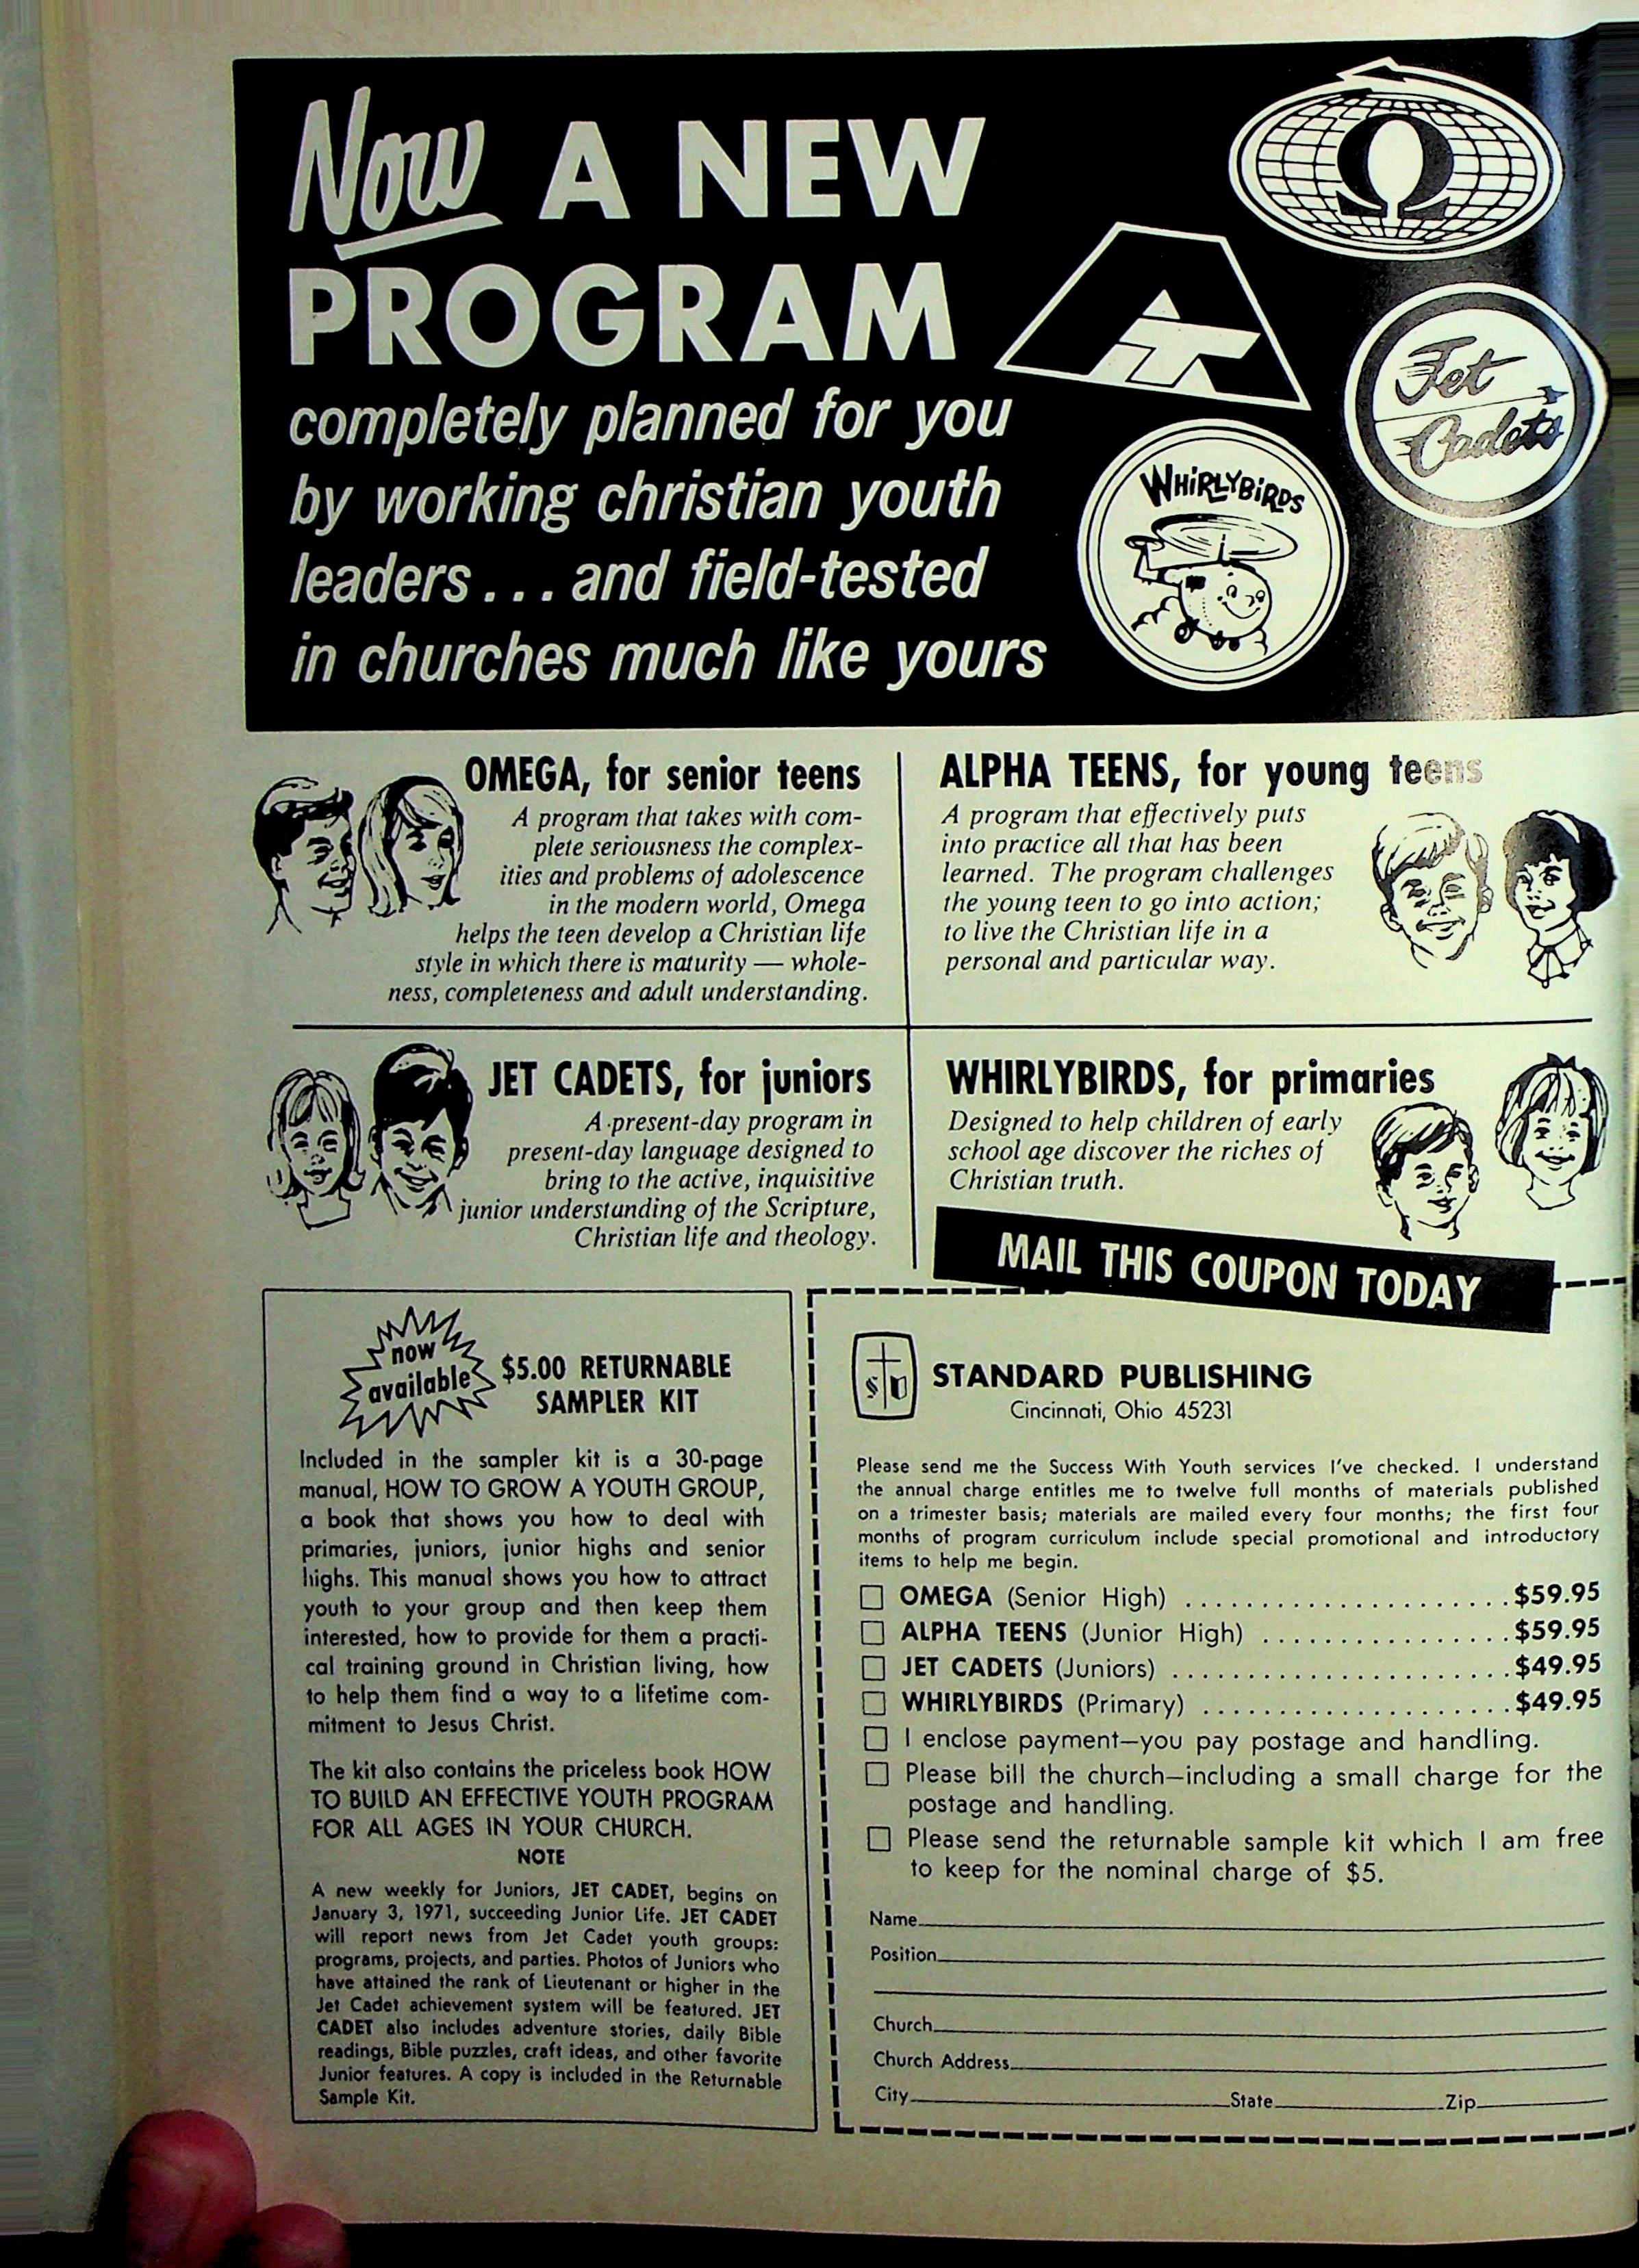 Now A NEW
PROGRAM
completely planned for you
by working christian youth
leaders . . . and field-tested
in churches much like yours
Ω
AT
Jet
Cadets
WHiRLYBiRDS
OMEGA, for senior teens
A program that takes with com-
plete seriousness the complex-
ities and problems of adolescence
in the modern world, Omega
helps the teen develop a Christian life
style in which there is maturity — whole-
ness, completeness and adult understanding.
ALPHA TEENS, for young teens
A program that effectively puts
into practice all that has been
learned. The program challenges
the young teen to go into action;
to live the Christian life in a
personal and particular way.
JET CADETS, for juniors
A present-day program in
present-day language designed to
bring to the active, inquisitive
junior understanding of the Scripture,
Christian life and theology.
WHIRLYBIRDS, for primaries
Designed to help children of early
school age discover the riches of
Christian truth.
MAIL THIS COUPON TODAY
now
available
$5.00 RETURNABLE
SAMPLER KIT
Included in the sampler kit is a 30-page
manual, HOW TO GROW A YOUTH GROUP,
a book that shows you how to deal with
primaries, juniors, junior highs and senior
highs. This manual shows you how to attract
youth to your group and then keep them
interested, how to provide for them a practi-
cal training ground in Christian living, how
to help them find a way to a lifetime com-
mitment to Jesus Christ.
The kit also contains the priceless book HOW
TO BUILD AN EFFECTIVE YOUTH PROGRAM
FOR ALL AGES IN YOUR CHURCH.
NOTE
A new weekly for Juniors, JET CADET, begins on
January 3, 1971, succeeding Junior Life. JET CADET
will report news from Jet Cadet youth groups:
programs, projects, and parties. Photos of Juniors who
have attained the rank of Lieutenant or higher in the
Jet Cadet achievement system will be featured. JET
CADET also includes adventure stories, daily Bible
readings, Bible puzzles, craft ideas, and other favorite
Junior features. A copy is included in the Returnable
Sample Kit.
S
STANDARD PUBLISHING
Cincinnati, Ohio 45231
Please send me the Success With Youth services I've checked. I understand
the annual charge entitles me to twelve full months of materials published
on a trimester basis; materials are mailed every four months; the first four
months of program curriculum include special promotional and introductory
items to help me begin.
☐ OMEGA (Senior High) ...................... $59.95
☐ ALPHA TEENS (Junior High) ................ $59.95
☐ JET CADETS (Juniors) ....................... $49.95
☐ WHIRLYBIRDS (Primary) ..................... $49.95
☐ I enclose payment—you pay postage and handling.
☐ Please bill the church—including a small charge for the
postage and handling.
☐ Please send the returnable sample kit which I am free
to keep for the nominal charge of $5.
Name
Position
Church
Church Address
City State Zip